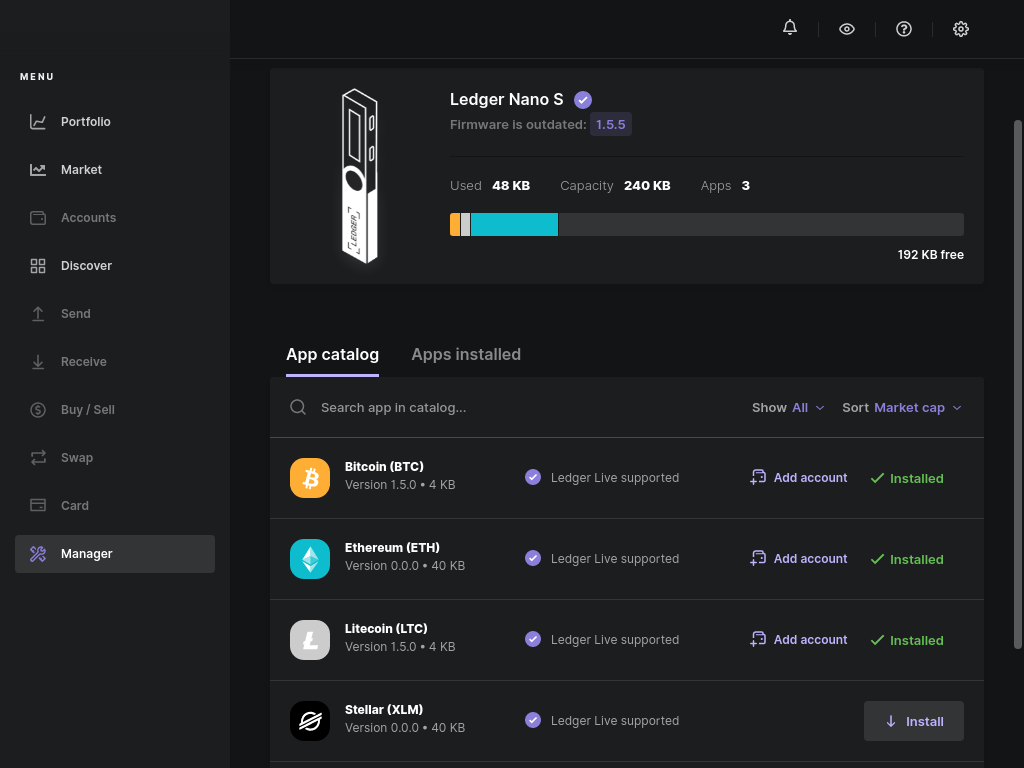 MENU
Portfolio
Market
Accounts
Discover
Send
Receive
Buy / Sell
Swap
Card
Manager
LEDGER
Ledger Nano S
Firmware is outdated: 1.5.5
Used 48 KB Capacity 240 KB Apps 3
192 KB free
App catalog Apps installed
Search app in catalog... Show All Sort Market cap
Bitcoin (BTC)
Version 1.5.0 • 4 KB
Ledger Live supported Add account Installed
Ethereum (ETH)
Version 0.0.0 • 40 KB
Ledger Live supported Add account Installed
Litecoin (LTC)
Version 1.5.0 • 4 KB
Ledger Live supported Add account Installed
Stellar (XLM)
Version 0.0.0 • 40 KB
Ledger Live supported Install